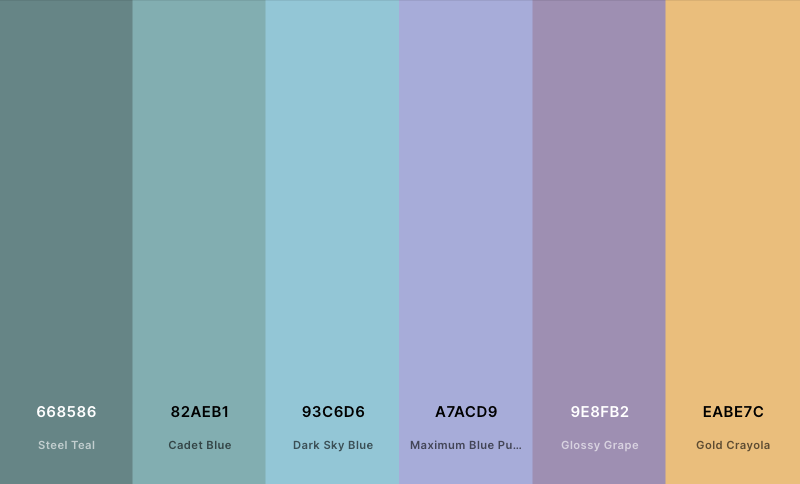 668586 82AEB1 93C6D6 A7ACD9 9E8FB2 EABE7C
Steel Teal Cadet Blue Dark Sky Blue Maximum Blue Pu... Glossy Grape Gold Crayola